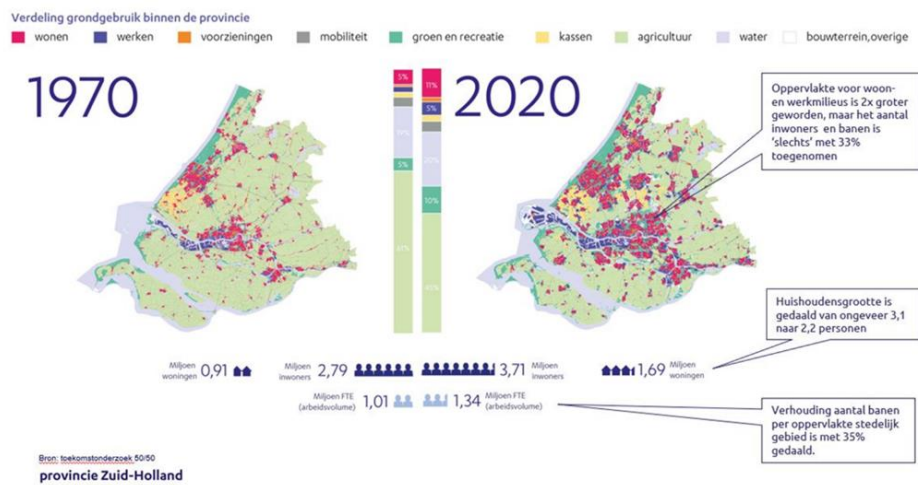 Verdeling grondgebruik binnen de provincie
wonen werken voorzieningen mobiliteit groen en recreatie kassen agricultuur water bouwterrein,overige
1970
2020
5%
5%
11%
5%
20%
10%
Oppervlakte voor woon-
en werkmilieus is 2x groter
geworden, maar het aantal
inwoners en banen is
‘slechts’ met 33%
toegenomen
Huishoudensgrootte is
gedaald van ongeveer 3,1
naar 2,2 personen
Miljoen
woningen 0,91
Miljoen
inwoners 2,79
3,71 Miljoen
inwoners
1,69 Miljoen
woningen
Miljoen FTE
(arbeidsvolume) 1,01
1,34 Miljoen FTE
(arbeidsvolume)
Verhouding aantal banen
per oppervlakte stedelijk
gebied is met 35%
gedaald.
Bron: toekomstonderzoek 50/50
provincie Zuid-Holland